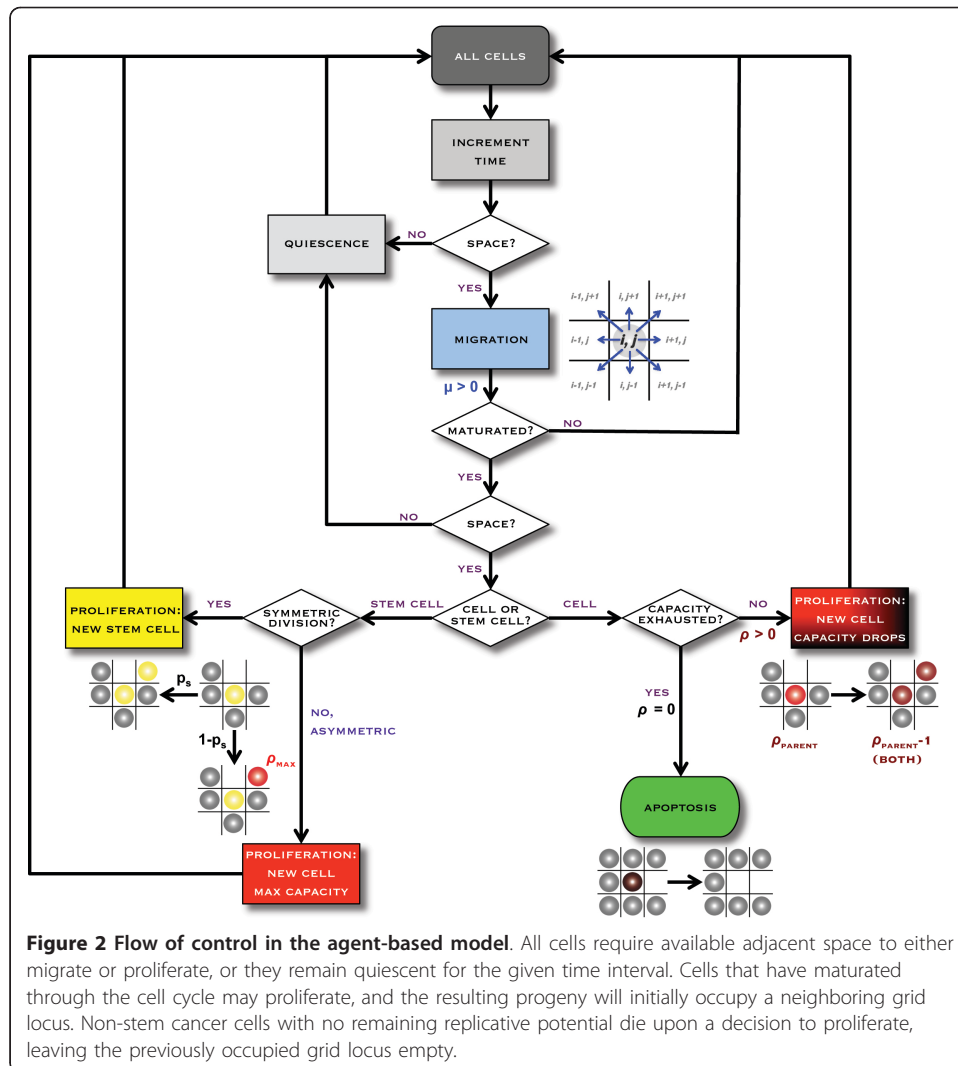 ALL CELLS
INCREMENT
TIME
QUIESCENCE
NO
SPACE?
YES
i-1, j+1
i, j+1
i+1, j+1
MIGRATION
i-1, j
i, j
i+1, j
μ > 0
i-1, j-1
i, j-1
i+1, j-1
MATURATED?
NO
YES
NO
SPACE?
YES
PROLIFERATION:
NEW STEM CELL
YES
SYMMETRIC
DIVISION?
STEM CELL
CELL OR
STEM CELL?
CELL
CAPACITY
EXHAUSTED?
NO
ρ > 0
PROLIFERATION:
NEW CELL
CAPACITY DROPS
ps
YES
ρ = 0
NO,
ASYMMETRIC
1-ps
ρMAX
ρPARENT
ρPARENT-1
(BOTH)
APOPTOSIS
PROLIFERATION:
NEW CELL
MAX CAPACITY
Figure 2 Flow of control in the agent-based model. All cells require available adjacent space to either
migrate or proliferate, or they remain quiescent for the given time interval. Cells that have maturated
through the cell cycle may proliferate, and the resulting progeny will initially occupy a neighboring grid
locus. Non-stem cancer cells with no remaining replicative potential die upon a decision to proliferate,
leaving the previously occupied grid locus empty.